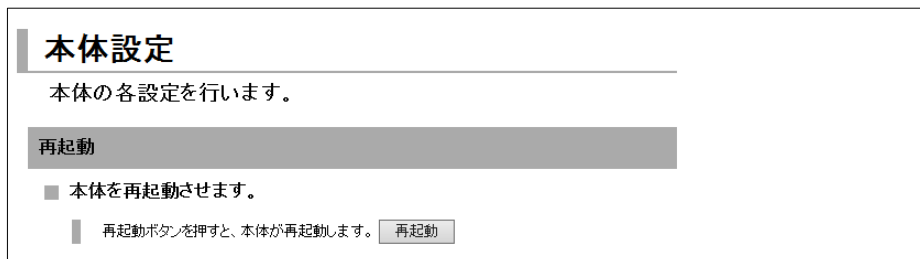 本体設定
本体の各設定を行います。
再起動
本体を再起動させます。
再起動ボタンを押すと、本体が再起動します。 再起動